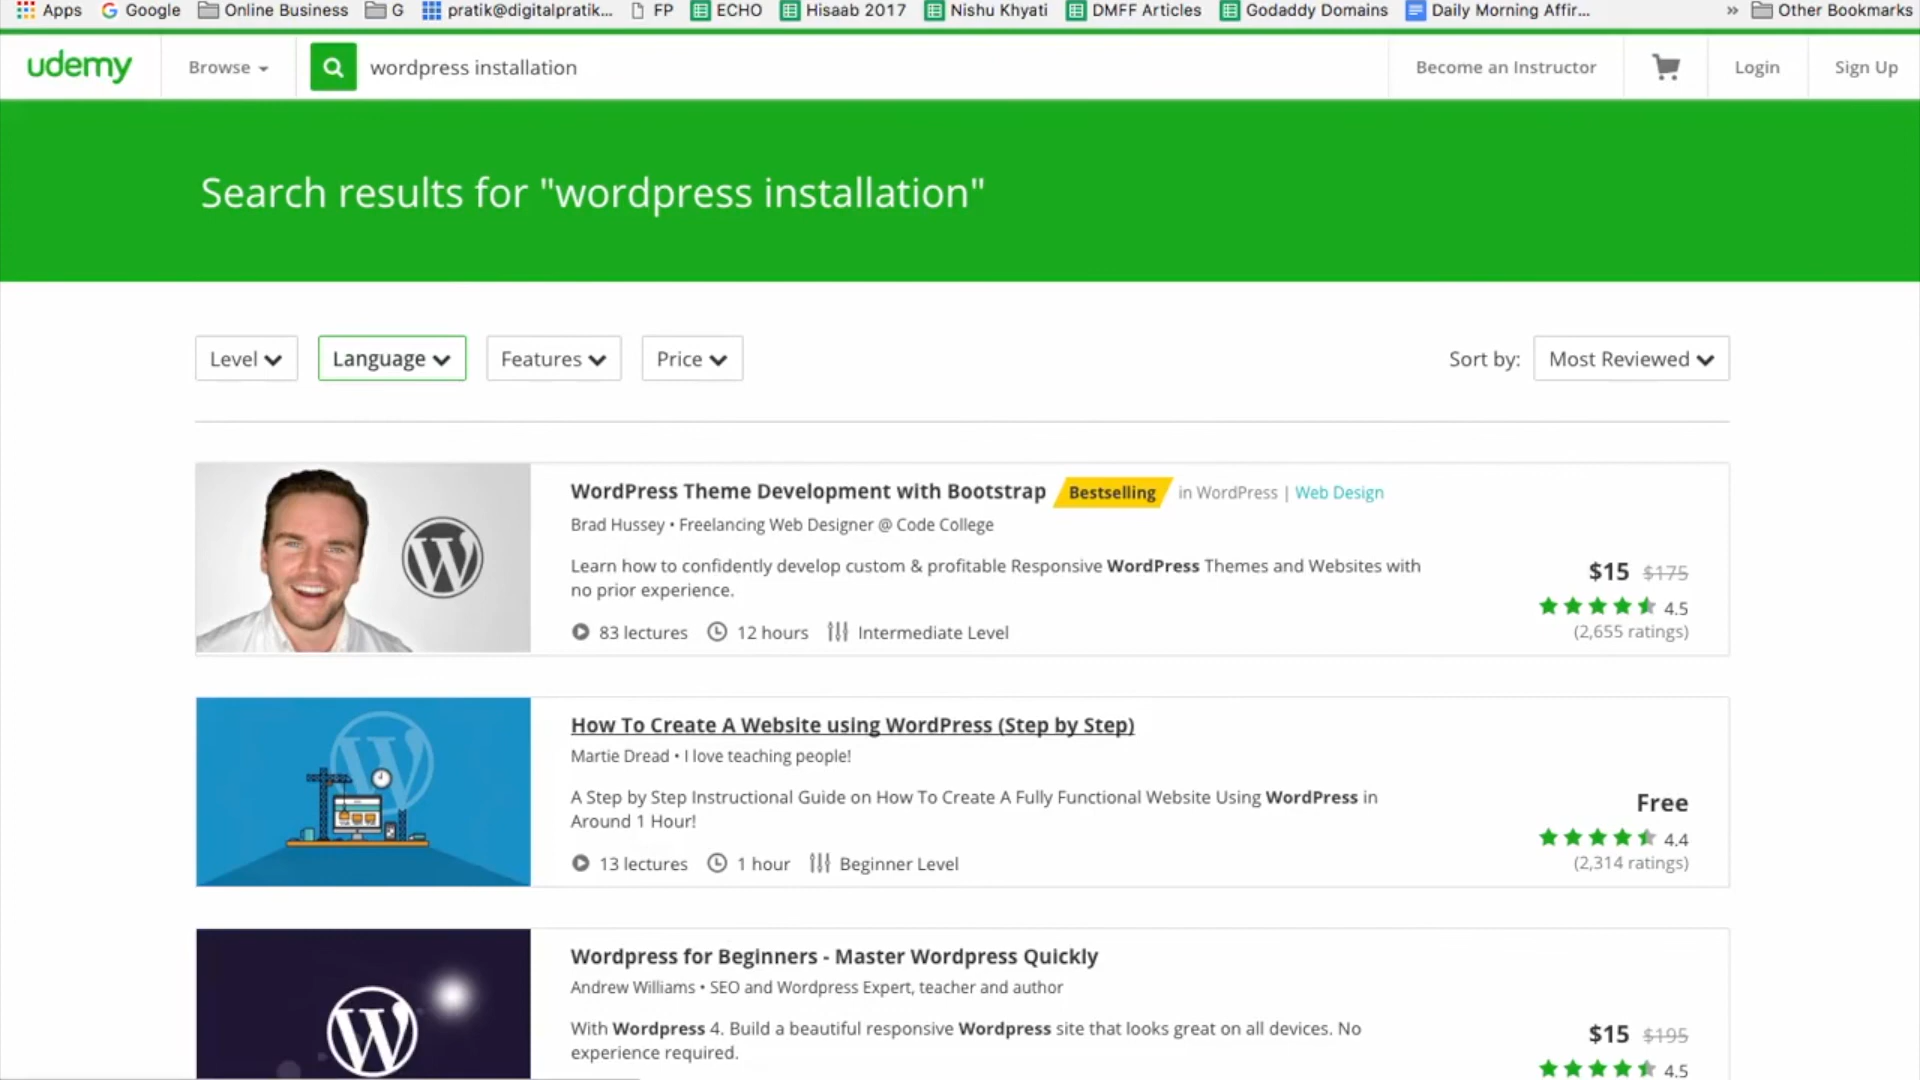 Apps Google Online Business G pratik@digitalpratik... FP ECHO Hisaab 2017 Nishu Khyati DMFF Articles Godaddy Domains Daily Morning Affir... » Other Bookmarks
udemy Browse wordpress installation Become an Instructor Login Sign Up
Search results for "wordpress installation"
Level Language Features Price Sort by: Most Reviewed
WordPress Theme Development with Bootstrap Bestselling in WordPress | Web Design
Brad Hussey • Freelancing Web Designer @ Code College
Learn how to confidently develop custom & profitable Responsive WordPress Themes and Websites with
no prior experience.
$15 $175
4.5
(2,655 ratings)
83 lectures 12 hours Intermediate Level
How To Create A Website using WordPress (Step by Step)
Martie Dread • I love teaching people!
A Step by Step Instructional Guide on How To Create A Fully Functional Website Using WordPress in
Around 1 Hour!
Free
4.4
(2,314 ratings)
13 lectures 1 hour Beginner Level
Wordpress for Beginners - Master Wordpress Quickly
Andrew Williams • SEO and Wordpress Expert, teacher and author
With Wordpress 4. Build a beautiful responsive Wordpress site that looks great on all devices. No
experience required.
$15 $195
4.5